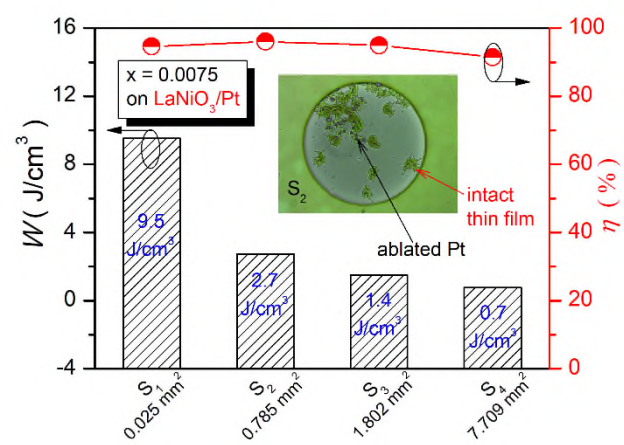 16
12
8
4
0
-4
W ( J/cm³ )
100
80
60
40
20
0
η ( % )
x = 0.0075
on LaNiO₃/Pt
S₂
intact
thin film
ablated Pt
9.5
J/cm³
2.7
J/cm³
1.4
J/cm³
0.7
J/cm³
S₁
0.025 mm²
S₂
0.785 mm²
S₃
1.802 mm²
S₄
7.709 mm²